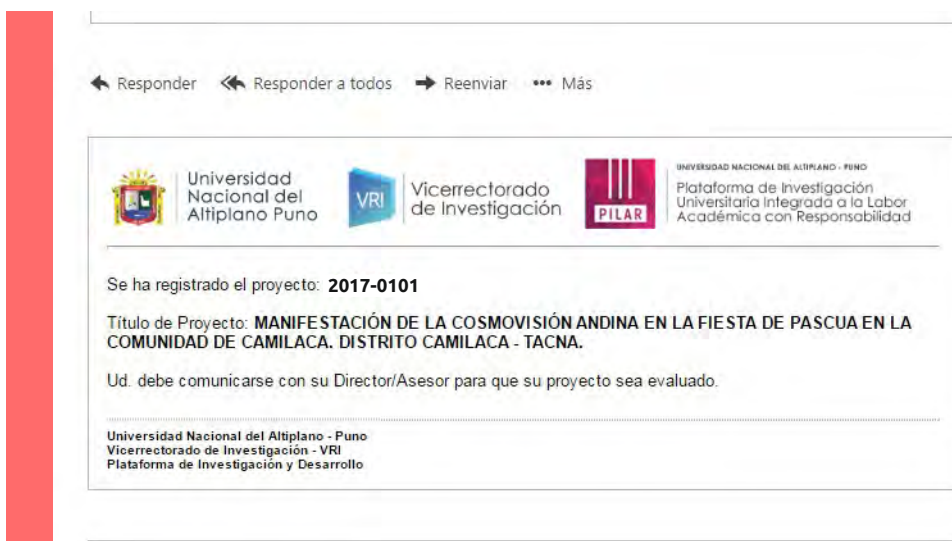 Responder Responder a todos Reenviar ••• Más
Universidad
Nacional del
Altiplano Puno
VRI
Vicerrectorado
de Investigación
PILAR
UNIVERSIDAD NACIONAL DEL ALTIPLANO - PUNO
Plataforma de Investigación
Universitaria Integrada a la Labor
Académica con Responsabilidad
Se ha registrado el proyecto: 2017-0101
Título de Proyecto: MANIFESTACIÓN DE LA COSMOVISIÓN ANDINA EN LA FIESTA DE PASCUA EN LA
COMUNIDAD DE CAMILACA. DISTRITO CAMILACA - TACNA.
Ud. debe comunicarse con su Director/Asesor para que su proyecto sea evaluado.
Universidad Nacional del Altiplano - Puno
Vicerrectorado de Investigación - VRI
Plataforma de Investigación y Desarrollo